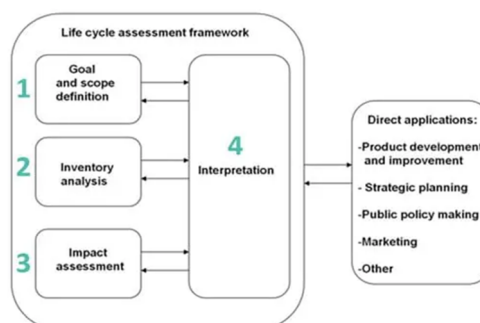 Life cycle assessment framework
1
Goal
and scope
definition
2
Inventory
analysis
3
Impact
assessment
4
Interpretation
Direct applications:
-Product development
and improvement
- Strategic planning
-Public policy making
-Marketing
-Other